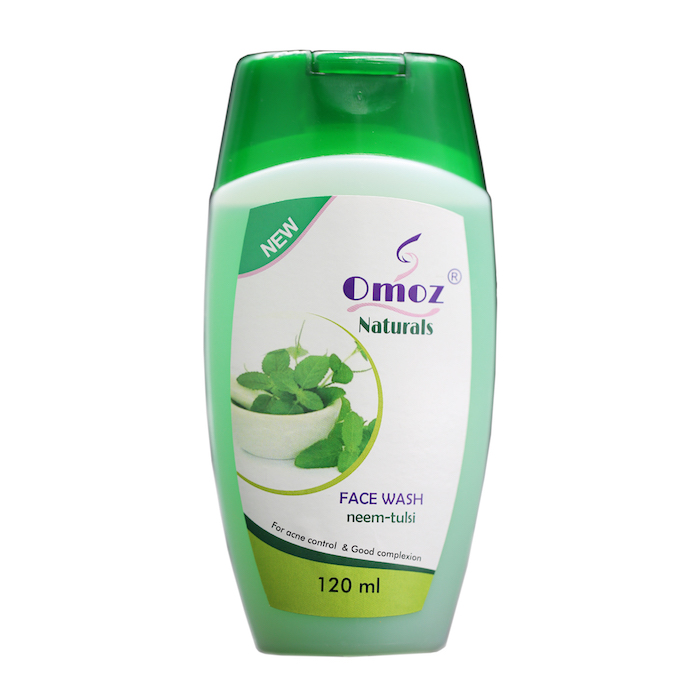 NEW
Omoz®
Naturals
FACE WASH
neem-tulsi
For acne control & Good complexion
120 ml